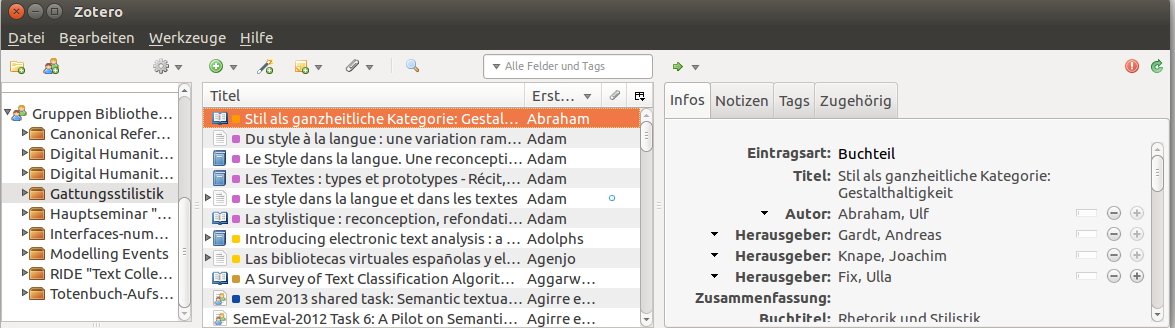 Zotero
Datei Bearbeiten Werkzeuge Hilfe
Alle Felder und Tags
Gruppen Bibliothe...
Canonical Refer...
Digital Humanit...
Digital Humanit...
Gattungsstilistik
Hauptseminar "...
Interfaces-num...
Modelling Events
RIDE "Text Colle...
Totenbuch-Aufs...
Titel Erst...
Stil als ganzheitliche Kategorie: Gestal... Abraham
Du style à la langue : une variation ram... Adam
Le Style dans la langue. Une reconcepti... Adam
Les Textes : types et prototypes - Récit,... Adam
Le style dans la langue et dans les textes Adam
La stylistique : reconception, refondati... Adam
Introducing electronic text analysis : a ... Adolphs
Las bibliotecas virtuales españolas y el... Agenjo
A Survey of Text Classification Algorit... Aggarw...
sem 2013 shared task: Semantic textua... Agirre e...
SemEval-2012 Task 6: A Pilot on Semanti... Agirre e...
Infos Notizen Tags Zugehörig
Eintragsart: Buchteil
Titel: Stil als ganzheitliche Kategorie:
Gestalthaltigkeit
Autor: Abraham, Ulf
Herausgeber: Gardt, Andreas
Herausgeber: Knape, Joachim
Herausgeber: Fix, Ulla
Zusammenfassung:
Buchtitel: Rhetorik und Stilistik